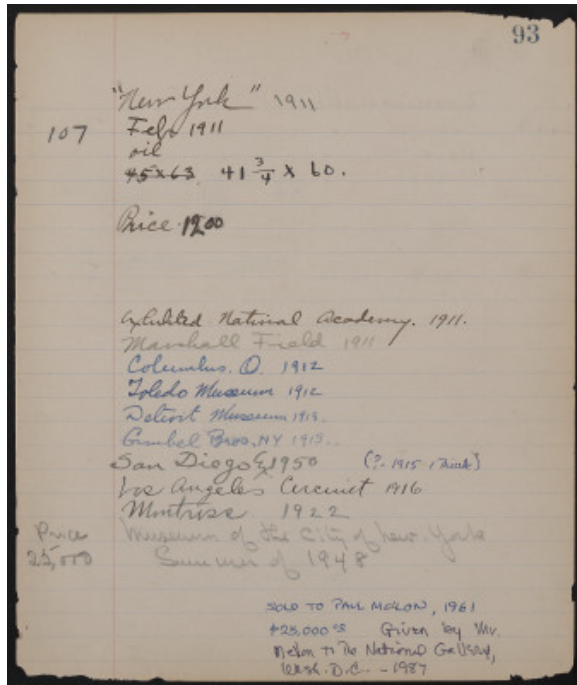 93
"New York" 1911
107 Feb 1911
oil
45x63 41 3/4 x 60.
Price 1200
exhibited National Academy. 1911.
Marshall Field 1911
Columbus. O. 1912
Toledo Museum 1912
Detroit Museum 1913.
Gimbel Bros, NY 1913.
San Diego & 1950 (?- 1915 I think)
Los Angeles Circuit 1916
Montross 1922
Price Museum of the City of New York
25,000 Summer of 1948
SOLD TO PAUL MELLON, 1961
$25,000 00 Given by Mr.
Mellon to The National Gallery,
Wash. D.C. - 1987